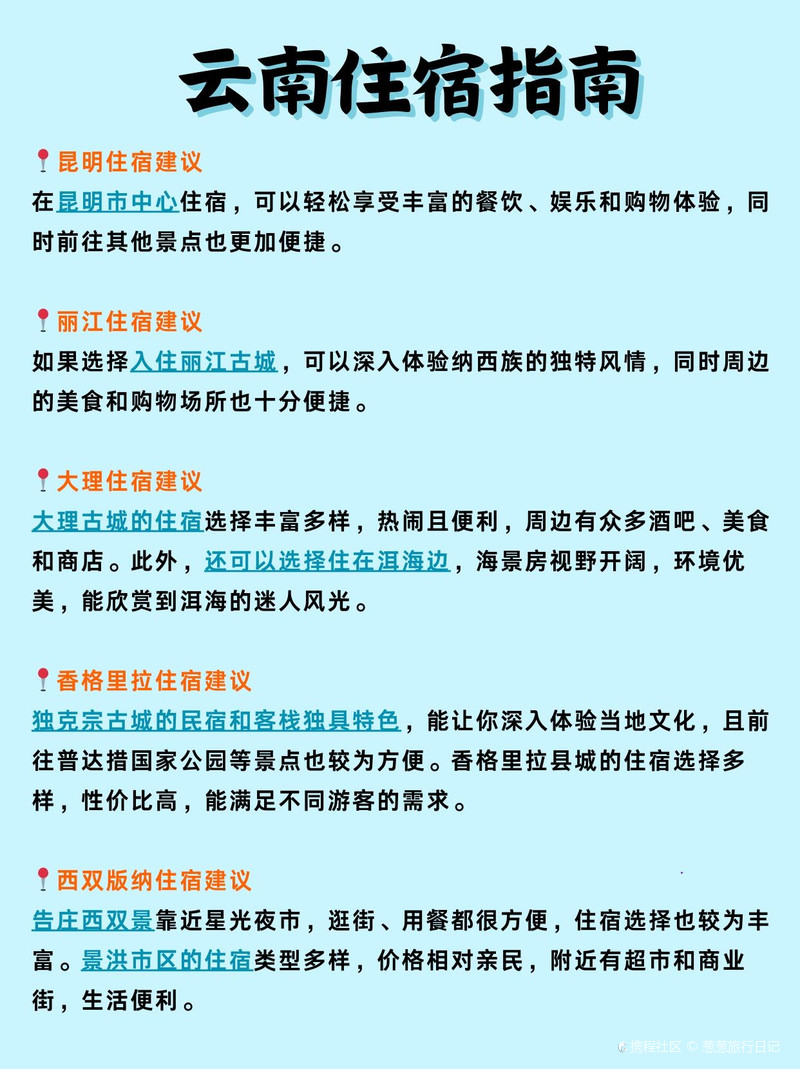 云南住宿指南
📍昆明住宿建议
在昆明市中心住宿，可以轻松享受丰富的餐饮、娱乐和购物体验，同
时前往其他景点也更加便捷。
📍丽江住宿建议
如果选择入住丽江古城，可以深入体验纳西族的独特风情，同时周边
的美食和购物场所也十分便捷。
📍大理住宿建议
大理古城的住宿选择丰富多样，热闹且便利，周边有众多酒吧、美食
和商店。此外，还可以选择住在洱海边，海景房视野开阔，环境优
美，能欣赏到洱海的迷人风光。
📍香格里拉住宿建议
独克宗古城的民宿和客栈独具特色，能让你深入体验当地文化，且前
往普达措国家公园等景点也较为方便。香格里拉县城的住宿选择多
样，性价比高，能满足不同游客的需求。
📍西双版纳住宿建议
告庄西双景靠近星光夜市，逛街、用餐都很方便，住宿选择也较为丰
富。景洪市区的住宿类型多样，价格相对亲民，附近有超市和商业
街，生活便利。
携程社区 © 葱葱旅行日记